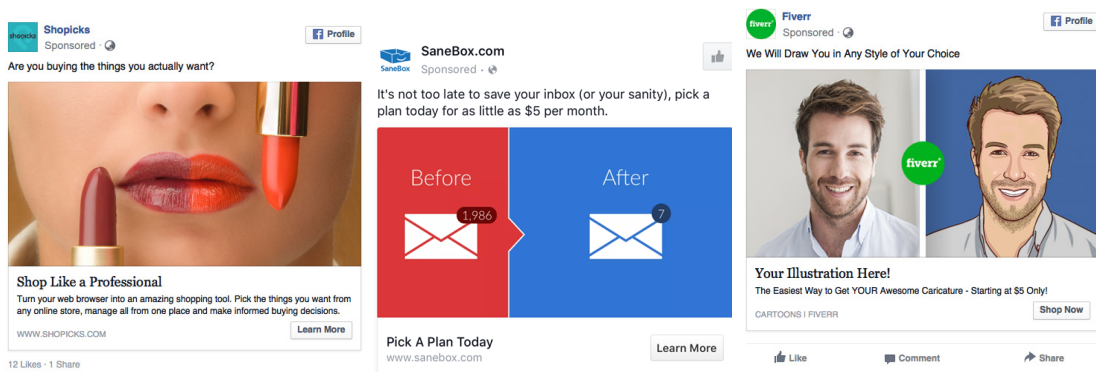 shopicks
Shopicks
Sponsored ·
Profile
Are you buying the things you actually want?
Shop Like a Professional
Turn your web browser into an amazing shopping tool. Pick the things you want from
any online store, manage all from one place and make informed buying decisions.
WWW.SHOPICKS.COM
Learn More
12 Likes · 1 Share
SaneBox
SaneBox.com
Sponsored ·
It's not too late to save your inbox (or your sanity), pick a
plan today for as little as $5 per month.
Before
1,986
After
7
Pick A Plan Today
www.sanebox.com
Learn More
fiverr
Fiverr
Sponsored ·
Profile
We Will Draw You in Any Style of Your Choice
fiverr
Your Illustration Here!
The Easiest Way to Get YOUR Awesome Caricature - Starting at $5 Only!
CARTOONS | FIVERR
Shop Now
Like
Comment
Share